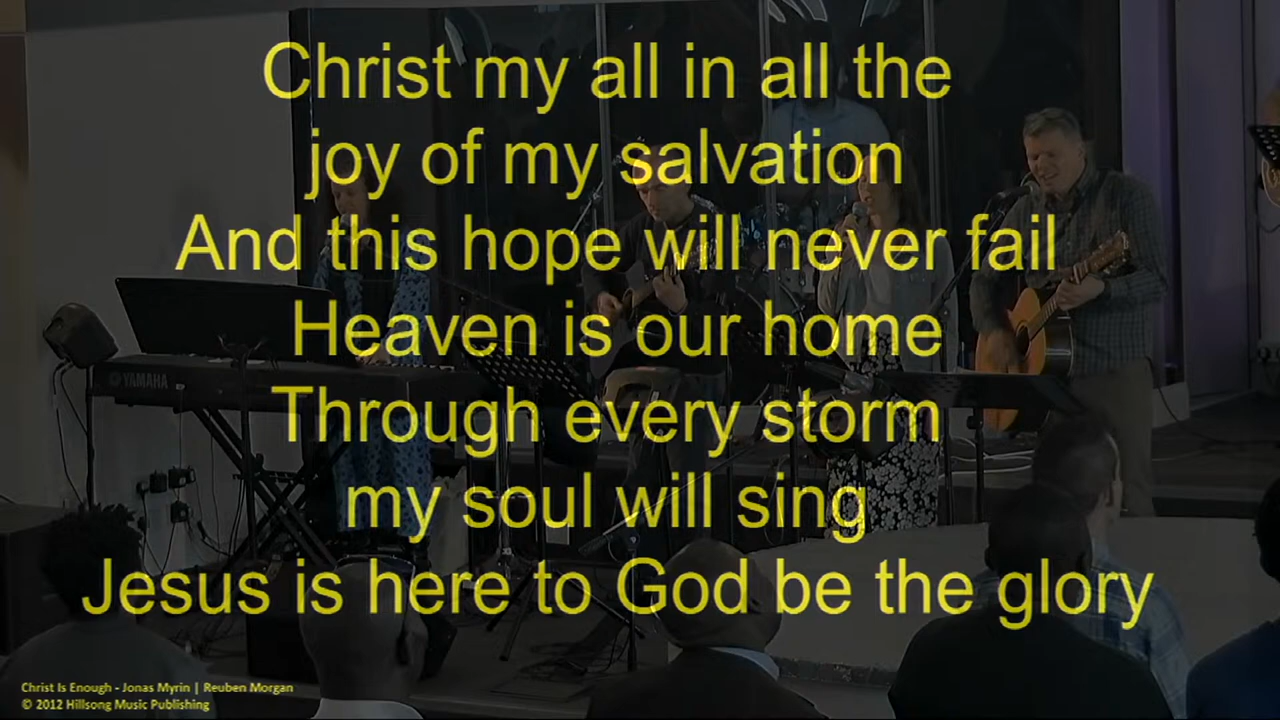 Christ my all in all the
joy of my salvation
And this hope will never fail
Heaven is our home
Through every storm
my soul will sing
Jesus is here to God be the glory
YAMAHA
Christ Is Enough - Jonas Myrin | Reuben Morgan
© 2012 Hillsong Music Publishing